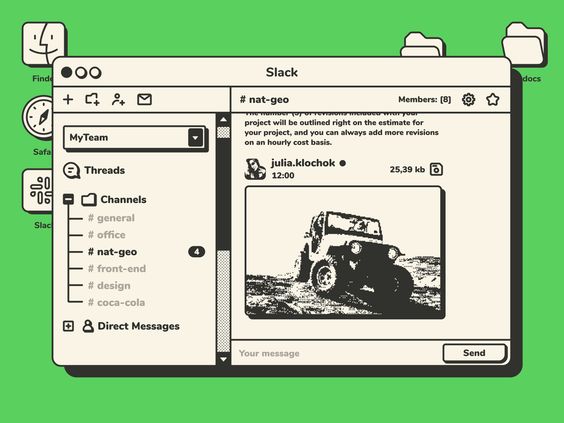 Slack
Finde
docs
# nat-geo
Members: [8]
MyTeam
Safa
Threads
Slac
Channels
# general
# office
# nat-geo 4
# front-end
# design
# coca-cola
Direct Messages
The number (3) of revisions included with your
project will be outlined right on the estimate for
your project, and you can always add more revisions
on an hourly cost basis.
julia.klochok
12:00
25,39 kb
Your message
Send